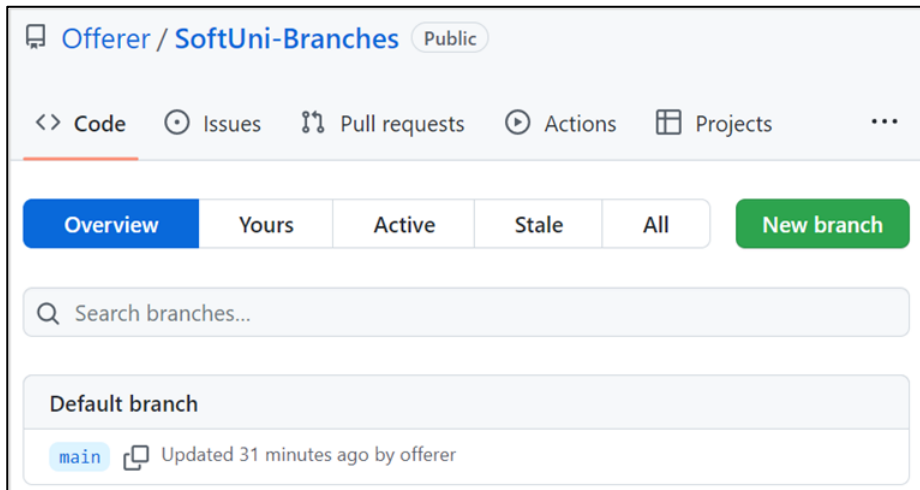 Offerer / SoftUni-Branches Public
Code Issues Pull requests Actions Projects ...
Overview Yours Active Stale All New branch
Search branches...
Default branch
main Updated 31 minutes ago by offerer